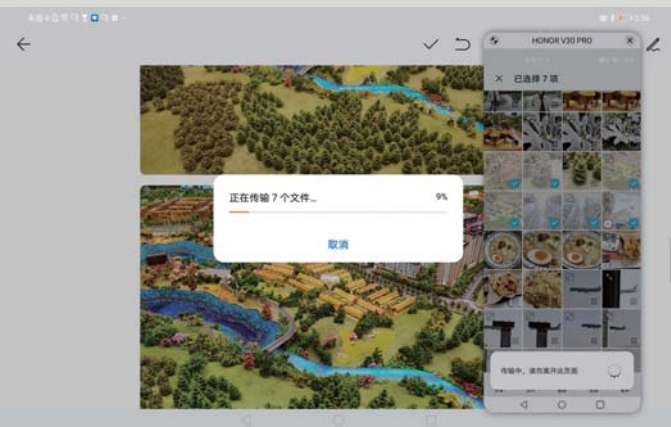 HONOR V30 PRO
已选择 7 项
正在传输 7 个文件...
9%
取消
传输中，请勿离开此页面